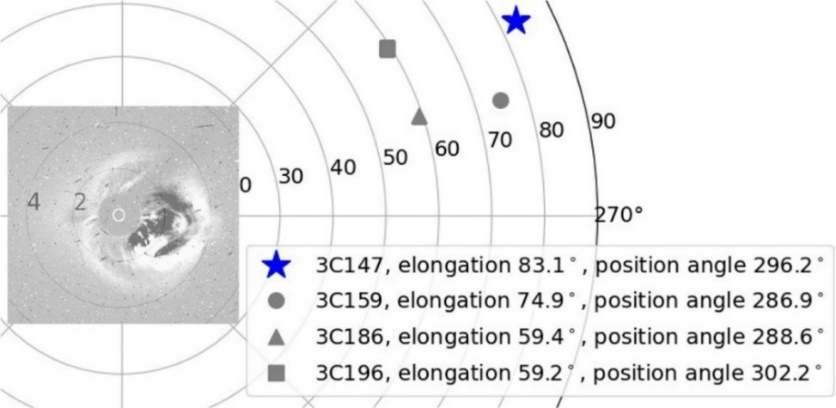 90
80
70
60
50
40
30
0
4 2
270°
3C147, elongation 83.1°, position angle 296.2°
3C159, elongation 74.9°, position angle 286.9°
3C186, elongation 59.4°, position angle 288.6°
3C196, elongation 59.2°, position angle 302.2°